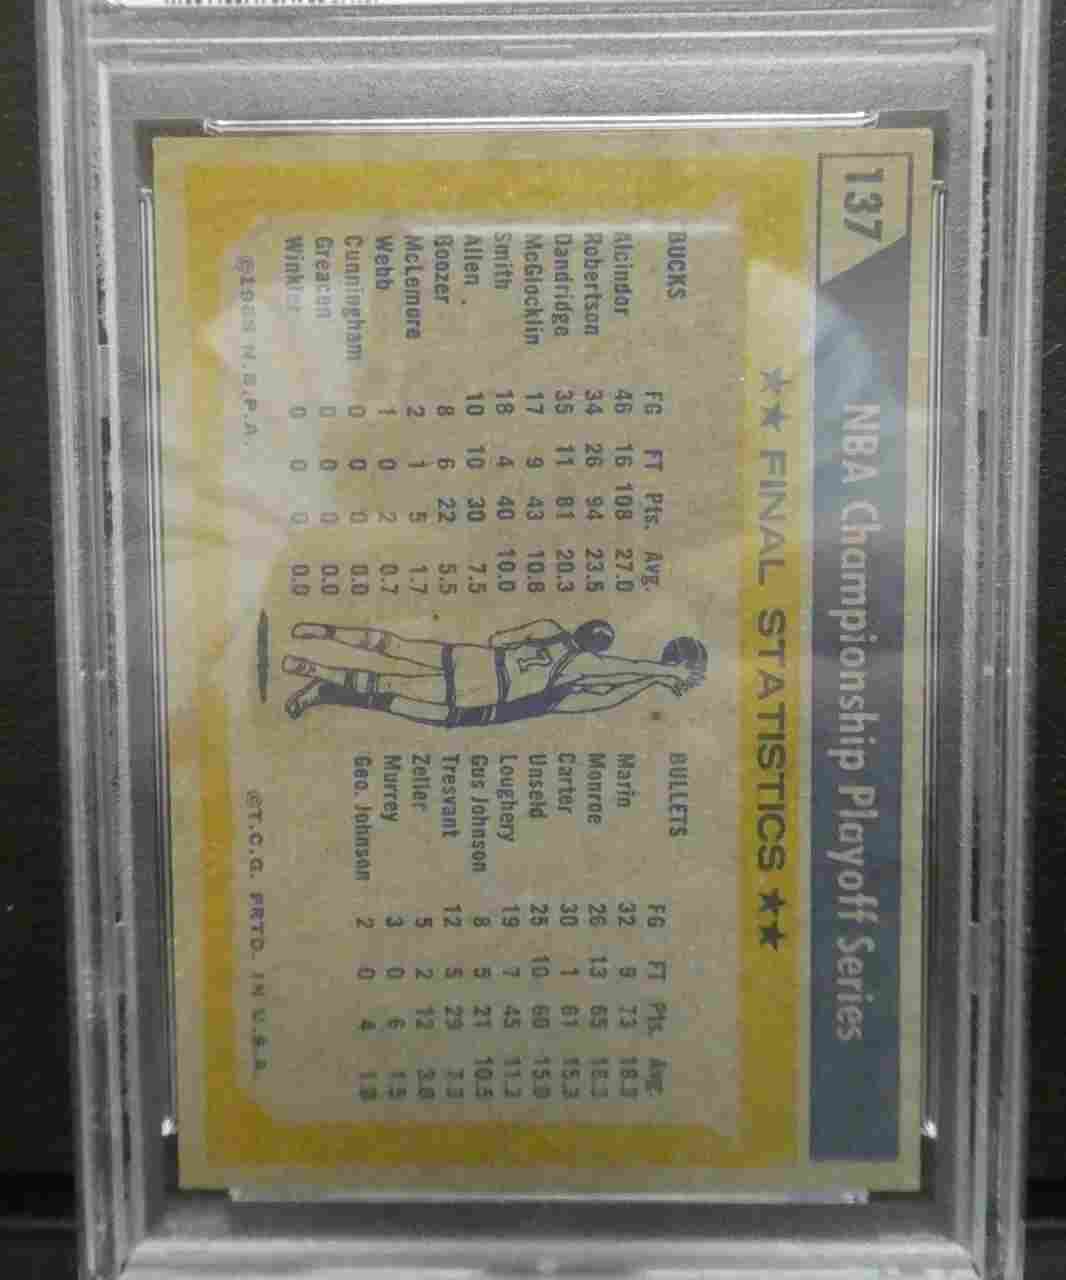 137
NBA Championship Playoff Series
★★ FINAL STATISTICS ★★
BUCKS FG FT Pts. Avg.
Alcindor 46 16 108 27.0
Robertson 34 26 94 23.5
Dandridge 35 11 81 20.3
McGlocklin 17 9 43 10.8
Smith 18 4 40 10.0
Allen 10 10 30 7.5
Boozer 8 6 22 5.5
McLemore 2 1 5 1.7
Webb 1 0 2 0.7
Cunningham 0 0 0 0.0
Greacen 0 0 0 0.0
Winkler 0 0 0 0.0
N.B.P.A.
BULLETS FG FT Pts. Avg.
Marin 32 9 73 18.3
Monroe 26 13 65 16.3
Carter 30 1 61 15.3
Unseld 25 10 60 15.0
Loughery 19 7 45 11.3
Gus Johnson 8 5 21 10.5
Tresvant 12 5 29 7.3
Zeller 5 2 12 3.0
Murrey 3 0 6 1.5
Geo. Johnson 2 0 4 1.0
©T.C.G. PRTD. IN U.S.A.